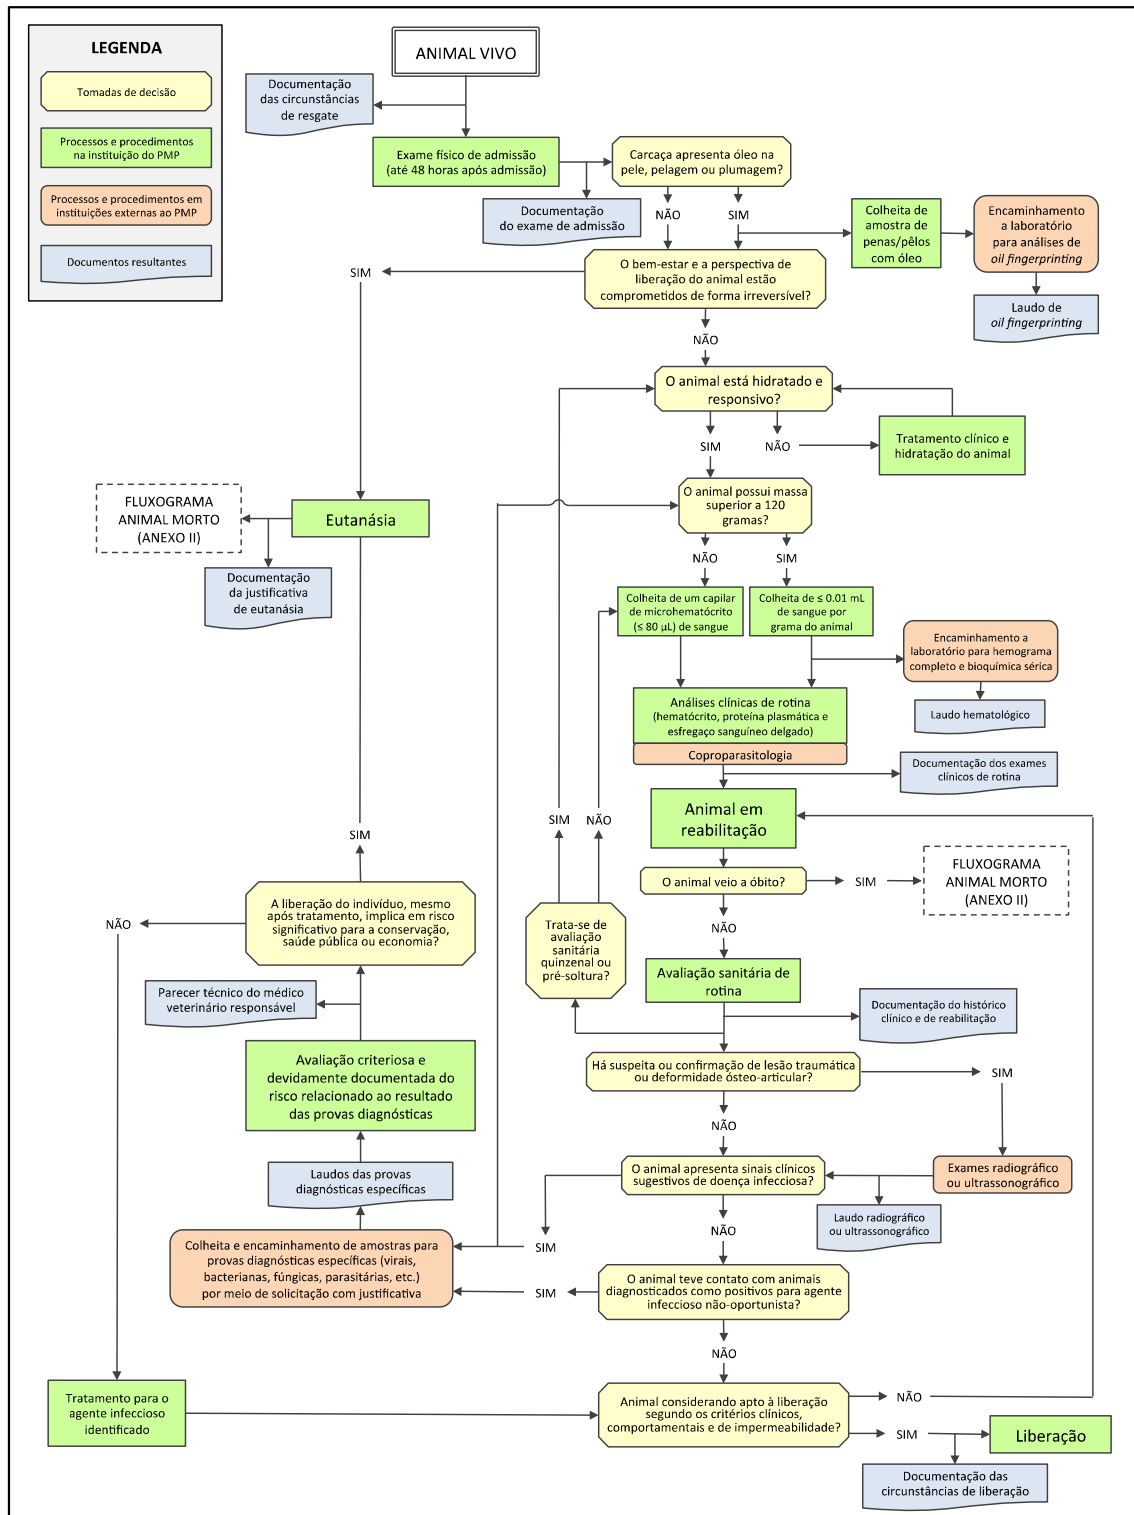 LEGENDA
Tomadas de decisão
Processos e procedimentos
na instituição do PMP
Processos e procedimentos em
instituições externas ao PMP
Documentos resultantes
ANIMAL VIVO
Documentação
das circunstâncias
de resgate
Exame físico de admissão
(até 48 horas após admissão)
Carcaça apresenta óleo na
pele, pelagem ou plumagem?
Documentação
do exame de admissão
NÃO
SIM
Colheita de
amostra de
penas/pêlos
com óleo
Encaminhamento
a laboratório
para análises de
oil fingerprinting
Laudo de
oil fingerprinting
SIM
O bem-estar e a perspectiva de
liberação do animal estão
comprometidos de forma irreversível?
NÃO
O animal está hidratado e
responsivo?
SIM
NÃO
Tratamento clínico e
hidratação do animal
FLUXOGRAMA
ANIMAL MORTO
(ANEXO II)
Eutanásia
Documentação
da justificativa
de eutanásia
O animal possui massa
superior a 120
gramas?
NÃO
SIM
Colheita de um capilar
de microhematócrito
(≤ 80 µL) de sangue
Colheita de ≤ 0.01 mL
de sangue por
grama do animal
Encaminhamento a
laboratório para hemograma
completo e bioquímica sérica
Laudo hematológico
Análises clínicas de rotina
(hematócrito, proteína plasmática e
esfregaço sanguíneo delgado)
Coproparasitologia
Documentação dos exames
clínicos de rotina
Animal em
reabilitação
SIM
NÃO
SIM
O animal veio a óbito?
SIM
FLUXOGRAMA
ANIMAL MORTO
(ANEXO II)
NÃO
A liberação do indivíduo, mesmo
após tratamento, implica em risco
significativo para a conservação,
saúde pública ou economia?
NÃO
Trata-se de
avaliação
sanitária
quinzenal ou
pré-soltura?
Avaliação sanitária de
rotina
Parecer técnico do médico
veterinário responsável
Documentação do histórico
clínico e de reabilitação
Avaliação criteriosa e
devidamente documentada do
risco relacionado ao resultado
das provas diagnósticas
Há suspeita ou confirmação de lesão traumática
ou deformidade ósteo-articular?
SIM
NÃO
Laudos das provas
diagnósticas específicas
O animal apresenta sinais clínicos
sugestivos de doença infecciosa?
Exames radiográfico
ou ultrassonográfico
Laudo radiográfico
ou ultrassonográfico
NÃO
SIM
Colheita e encaminhamento de amostras para
provas diagnósticas específicas (virais,
bacterianas, fúngicas, parasitárias, etc.)
por meio de solicitação com justificativa
SIM
O animal teve contato com animais
diagnosticados como positivos para agente
infeccioso não-oportunista?
NÃO
Tratamento para o
agente infeccioso
identificado
Animal considerando apto à liberação
segundo os critérios clínicos,
comportamentais e de impermeabilidade?
NÃO
SIM
Liberação
Documentação das
circunstâncias de liberação